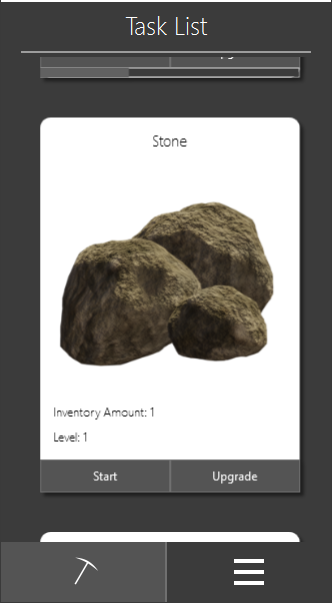 Task List
Stone
Inventory Amount: 1
Level: 1
Start
Upgrade